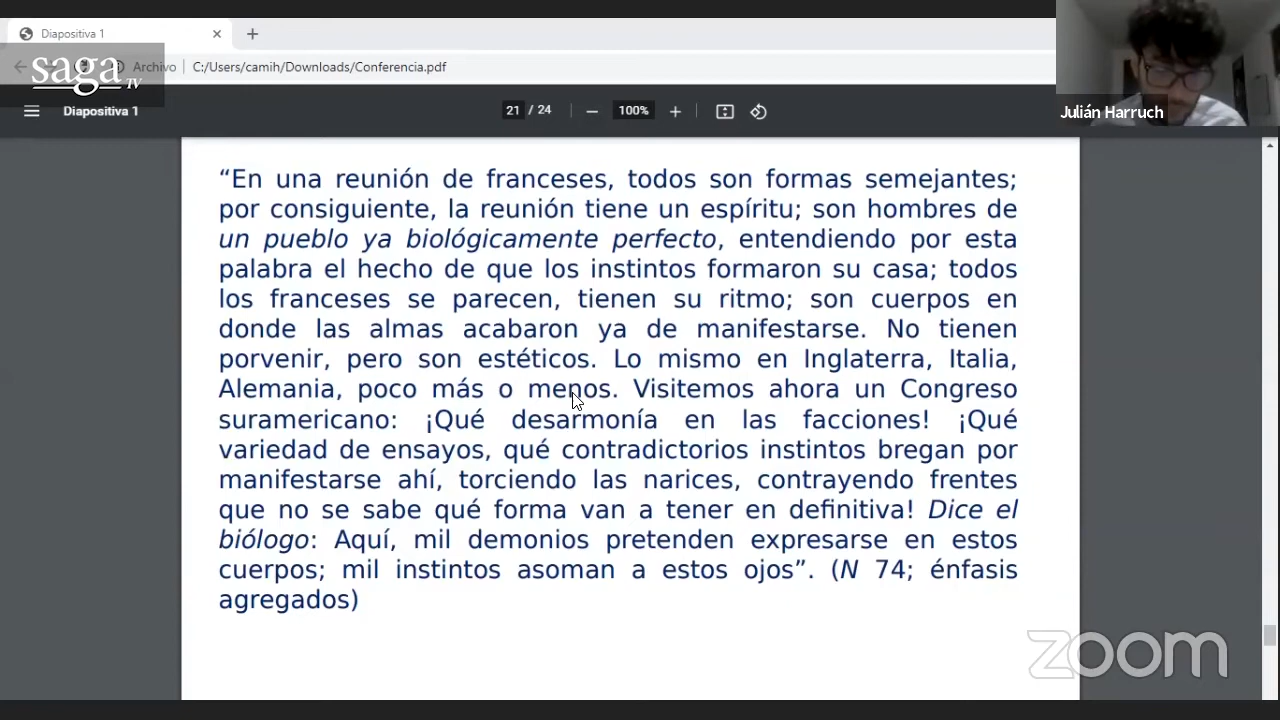 Diapositiva 1
saga TV
Archivo
C:/Users/camih/Downloads/Conferencia.pdf
Diapositiva 1
21 / 24
100%
Julián Harruch
“En una reunión de franceses, todos son formas semejantes;
por consiguiente, la reunión tiene un espíritu; son hombres de
un pueblo ya biológicamente perfecto, entendiendo por esta
palabra el hecho de que los instintos formaron su casa; todos
los franceses se parecen, tienen su ritmo; son cuerpos en
donde las almas acabaron ya de manifestarse. No tienen
porvenir, pero son estéticos. Lo mismo en Inglaterra, Italia,
Alemania, poco más o menos. Visitemos ahora un Congreso
suramericano: ¡Qué desarmonía en las facciones! ¡Qué
variedad de ensayos, qué contradictorios instintos bregan por
manifestarse ahí, torciendo las narices, contrayendo frentes
que no se sabe qué forma van a tener en definitiva! Dice el
biólogo: Aquí, mil demonios pretenden expresarse en estos
cuerpos; mil instintos asoman a estos ojos”. (N 74; énfasis
agregados)
zoom